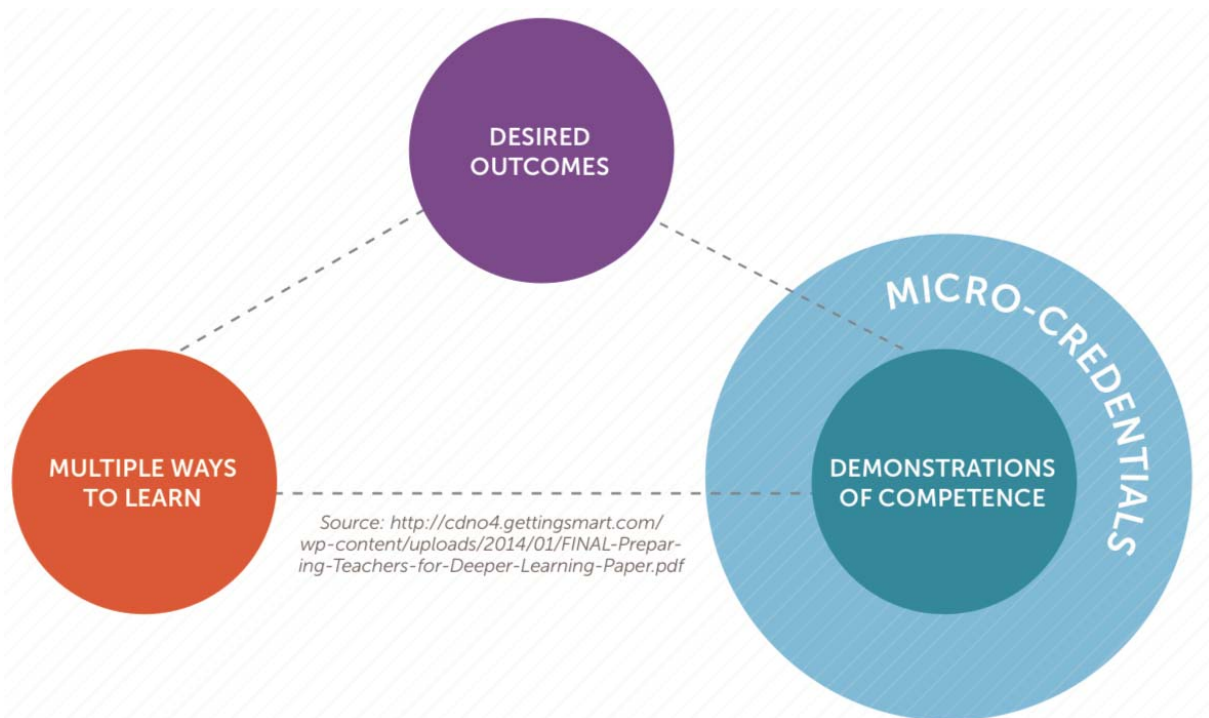 DESIRED
OUTCOMES
MICRO-CREDENTIALS
MULTIPLE WAYS
TO LEARN
DEMONSTRATIONS
OF COMPETENCE
Source: http://cdno4.gettingsmart.com/
wp-content/uploads/2014/01/FINAL-Prepar-
ing-Teachers-for-Deeper-Learning-Paper.pdf